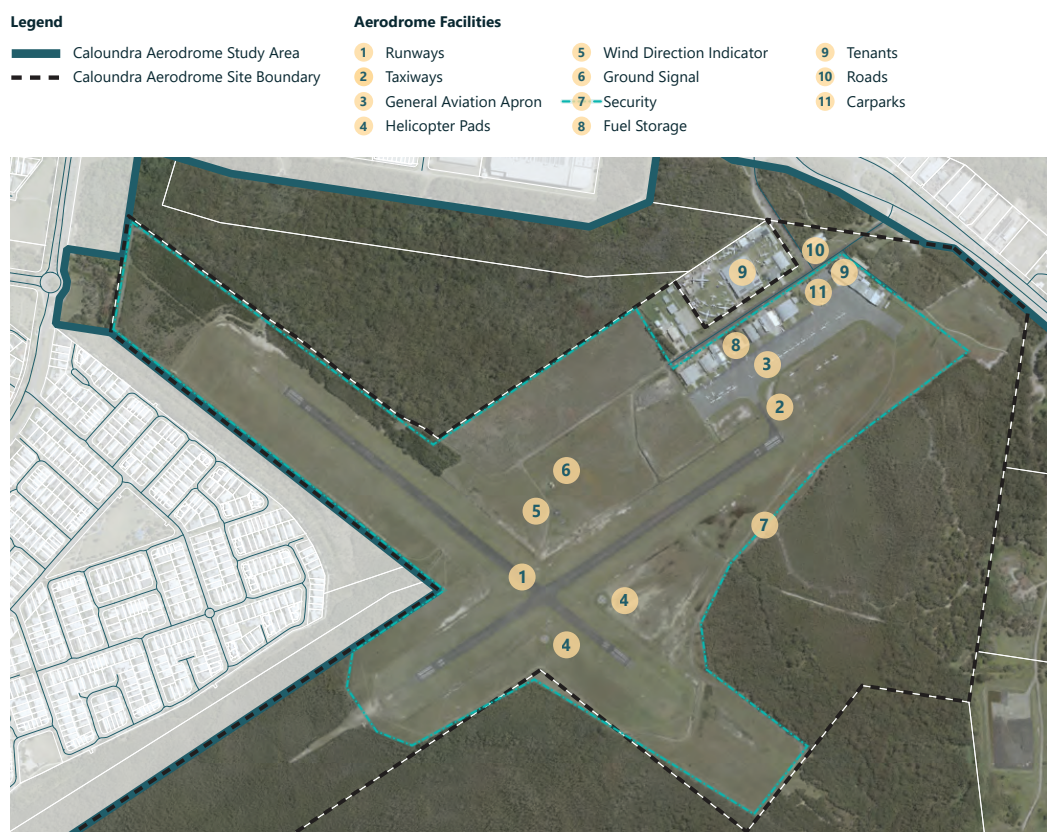 Legend
Caloundra Aerodrome Study Area
Caloundra Aerodrome Site Boundary
Aerodrome Facilities
1 Runways
2 Taxiways
3 General Aviation Apron
4 Helicopter Pads
5 Wind Direction Indicator
6 Ground Signal
7 Security
8 Fuel Storage
9 Tenants
10 Roads
11 Carparks
10
9
9
11
8
3
2
6
5
7
1
4
4